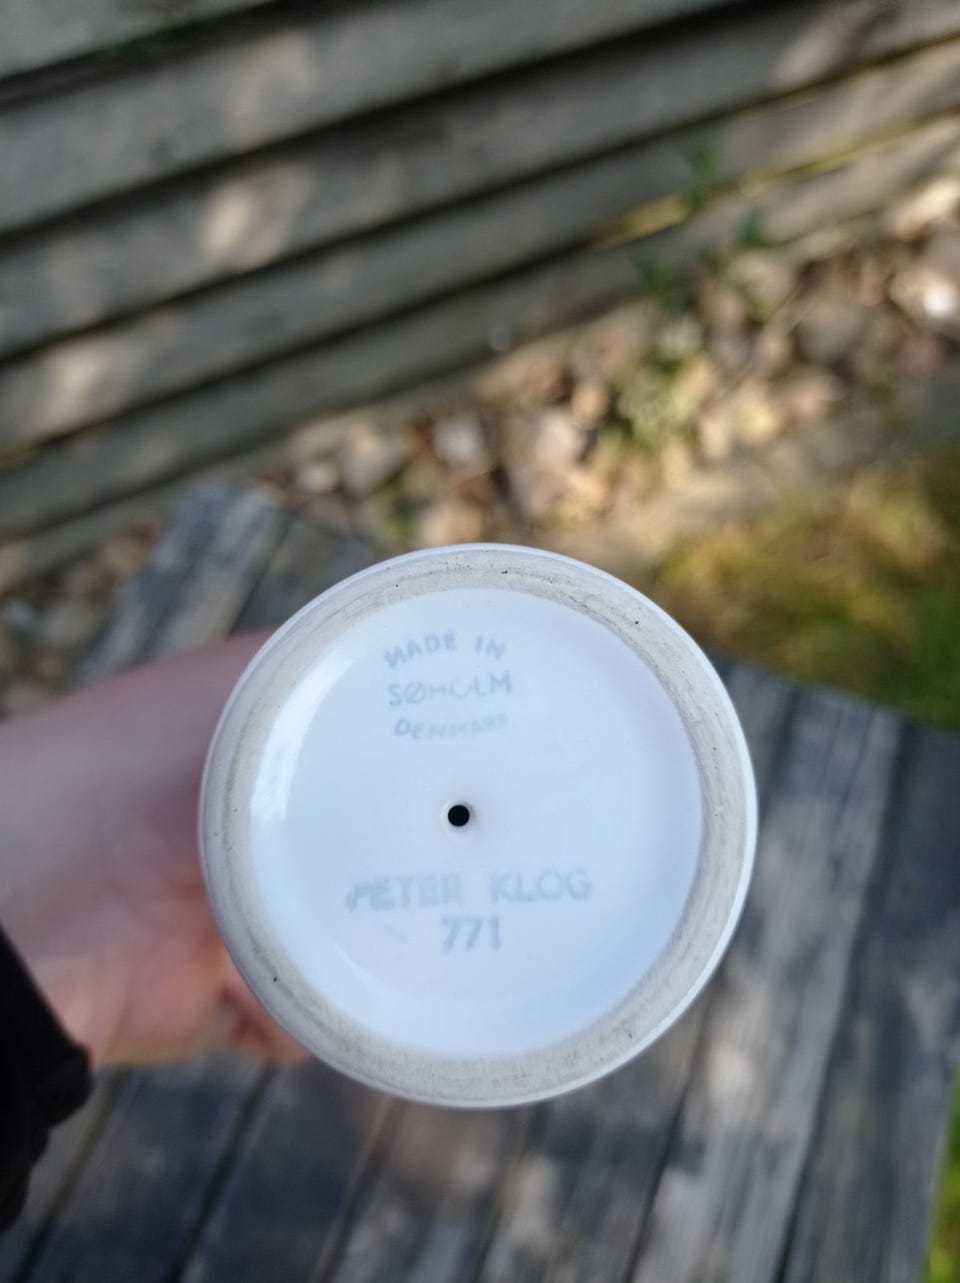 MADE IN
SØHOLM
DENMARK
PETER KLOG
771